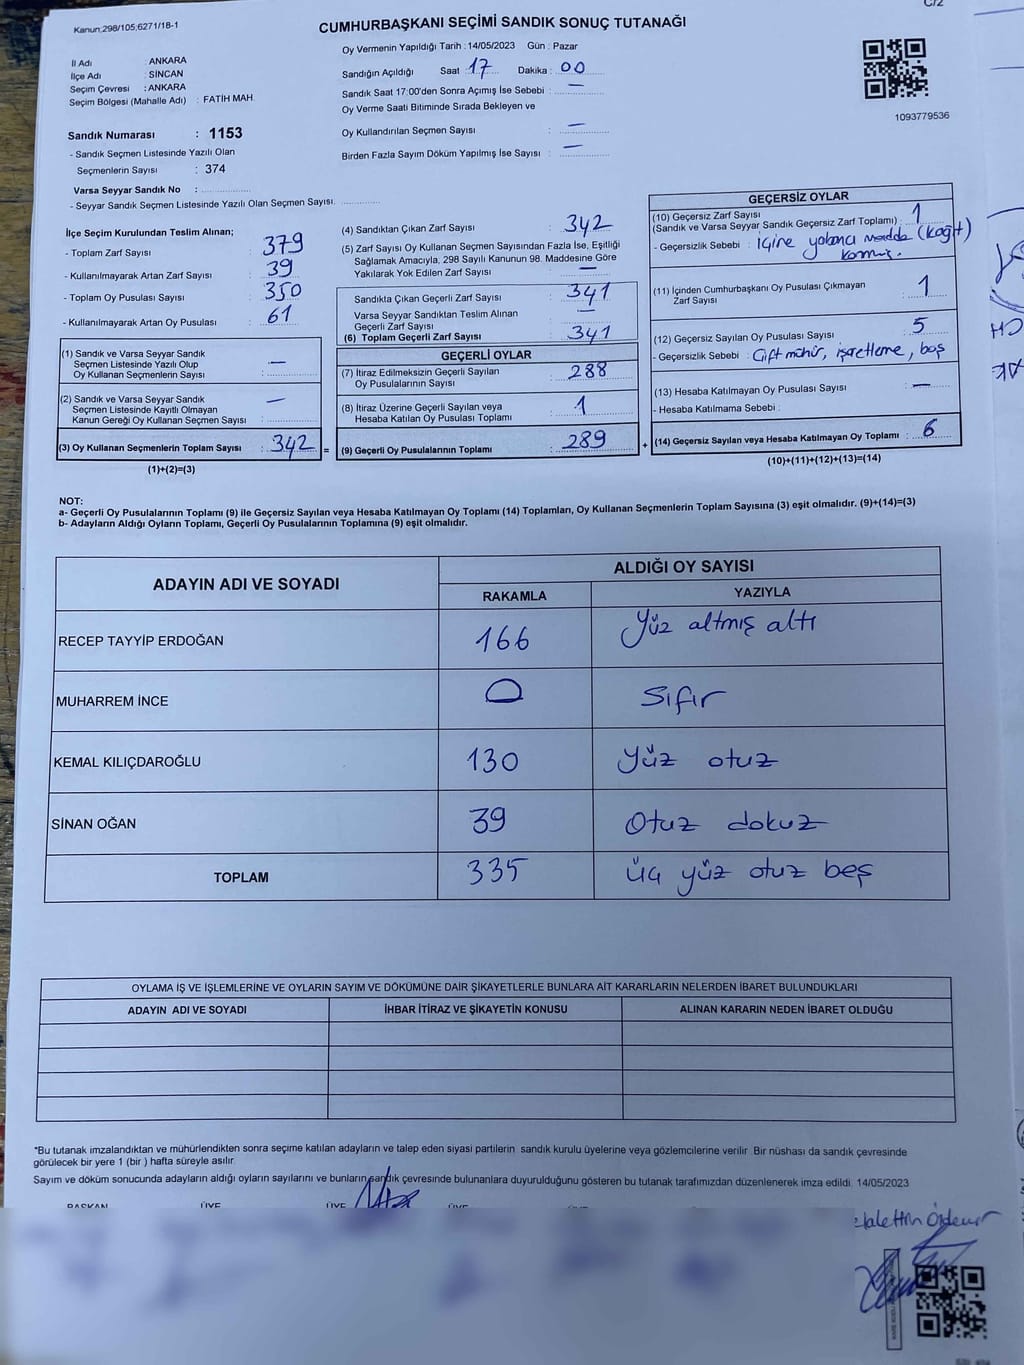 C/2
Kanun;298/105;6271/18-1
CUMHURBAŞKANI SEÇİMİ SANDIK SONUÇ TUTANAĞI
Oy Vermenin Yapıldığı Tarih : 14/05/2023 Gün : Pazar
İl Adı : ANKARA
İlçe Adı : SİNCAN
Seçim Çevresi : ANKARA
Seçim Bölgesi (Mahalle Adı) : FATİH MAH.
Sandığın Açıldığı Saat 17 Dakika : 00
Sandık Saat 17:00'den Sonra Açımış İse Sebebi : —
Oy Verme Saati Bitiminde Sırada Bekleyen ve
Oy Kullandırılan Seçmen Sayısı : —
Birden Fazla Sayım Döküm Yapılmış İse Sayısı : —
1093779536
Sandık Numarası : 1153
- Sandık Seçmen Listesinde Yazılı Olan
Seçmenlerin Sayısı : 374
Varsa Seyyar Sandık No :
- Seyyar Sandık Seçmen Listesinde Yazılı Olan Seçmen Sayısı.
İlçe Seçim Kurulundan Teslim Alınan;
- Toplam Zarf Sayısı : 379
- Kullanılmayarak Artan Zarf Sayısı : 39
- Toplam Oy Pusulası Sayısı : 350
- Kullanılmayarak Artan Oy Pusulası : 61
(1) Sandık ve Varsa Seyyar Sandık
Seçmen Listesinde Yazılı Olup
Oy Kullanan Seçmenlerin Sayısı : —
(2) Sandık ve Varsa Seyyar Sandık
Seçmen Listesinde Kayıtlı Olmayan
Kanun Gereği Oy Kullanan Seçmen Sayısı : —
(3) Oy Kullanan Seçmenlerin Toplam Sayısı : 342
(1)+(2)=(3)
=
(4) Sandıktan Çıkan Zarf Sayısı : 342
(5) Zarf Sayısı Oy Kullanan Seçmen Sayısından Fazla İse, Eşitliği
Sağlamak Amacıyla, 298 Sayılı Kanunun 98. Maddesine Göre
Yakılarak Yok Edilen Zarf Sayısı : —
Sandıkta Çıkan Geçerli Zarf Sayısı : 341
Varsa Seyyar Sandıktan Teslim Alınan
Geçerli Zarf Sayısı : —
(6) Toplam Geçerli Zarf Sayısı : 341
GEÇERLİ OYLAR
(7) İtiraz Edilmeksizin Geçerli Sayılan
Oy Pusulalarının Sayısı : 288
(8) İtiraz Üzerine Geçerli Sayılan veya
Hesaba Katılan Oy Pusulası Toplamı : 1
(9) Geçerli Oy Pusulalarının Toplamı : 289
+
GEÇERSİZ OYLAR
(10) Geçersiz Zarf Sayısı
(Sandık ve Varsa Seyyar Sandık Geçersiz Zarf Toplamı) : 1
- Geçersizlik Sebebi : İçine yabancı madde (kağıt)
konmuş.
(11) İçinden Cumhurbaşkanı Oy Pusulası Çıkmayan
Zarf Sayısı : 1
(12) Geçersiz Sayılan Oy Pusulası Sayısı : 5
- Geçersizlik Sebebi : Çift mühür, işaretleme, boş
(13) Hesaba Katılmayan Oy Pusulası Sayısı : —
- Hesaba Katılmama Sebebi :
(14) Geçersiz Sayılan veya Hesaba Katılmayan Oy Toplamı : 6
(10)+(11)+(12)+(13)=(14)
NOT:
a- Geçerli Oy Pusulalarının Toplamı (9) ile Geçersiz Sayılan veya Hesaba Katılmayan Oy Toplamı (14) Toplamları, Oy Kullanan Seçmenlerin Toplam Sayısına (3) eşit olmalıdır. (9)+(14)=(3)
b- Adayların Aldığı Oyların Toplamı, Geçerli Oy Pusulalarının Toplamına (9) eşit olmalıdır.
ADAYIN ADI VE SOYADI ALDIĞI OY SAYISI
RAKAMLA YAZIYLA
RECEP TAYYİP ERDOĞAN 166 Yüz altmış altı
MUHARREM İNCE 0 Sıfır
KEMAL KILIÇDAROĞLU 130 Yüz otuz
SİNAN OĞAN 39 Otuz dokuz
TOPLAM 335 Üç yüz otuz beş
OYLAMA İŞ VE İŞLEMLERİNE VE OYLARIN SAYIM VE DÖKÜMÜNE DAİR ŞİKAYETLERLE BUNLARA AİT KARARLARIN NELERDEN İBARET BULUNDUKLARI
ADAYIN ADI VE SOYADI İHBAR İTİRAZ VE ŞİKAYETİN KONUSU ALINAN KARARIN NEDEN İBARET OLDUĞU
*Bu tutanak imzalandıktan ve mühürlendikten sonra seçime katılan adayların ve talep eden siyasi partilerin sandık kurulu üyelerine veya gözlemcilerine verilir. Bir nüshası da sandık çevresinde
görülecek bir yere 1 (bir ) hafta süreyle asılır.
Sayım ve döküm sonucunda adayların aldığı oyların sayılarını ve bunların sandık çevresinde bulunanlara duyurulduğunu gösteren bu tutanak tarafımızdan düzenlenerek imza edildi. 14/05/2023
BAŞKAN ÜYE ÜYE ÜYE